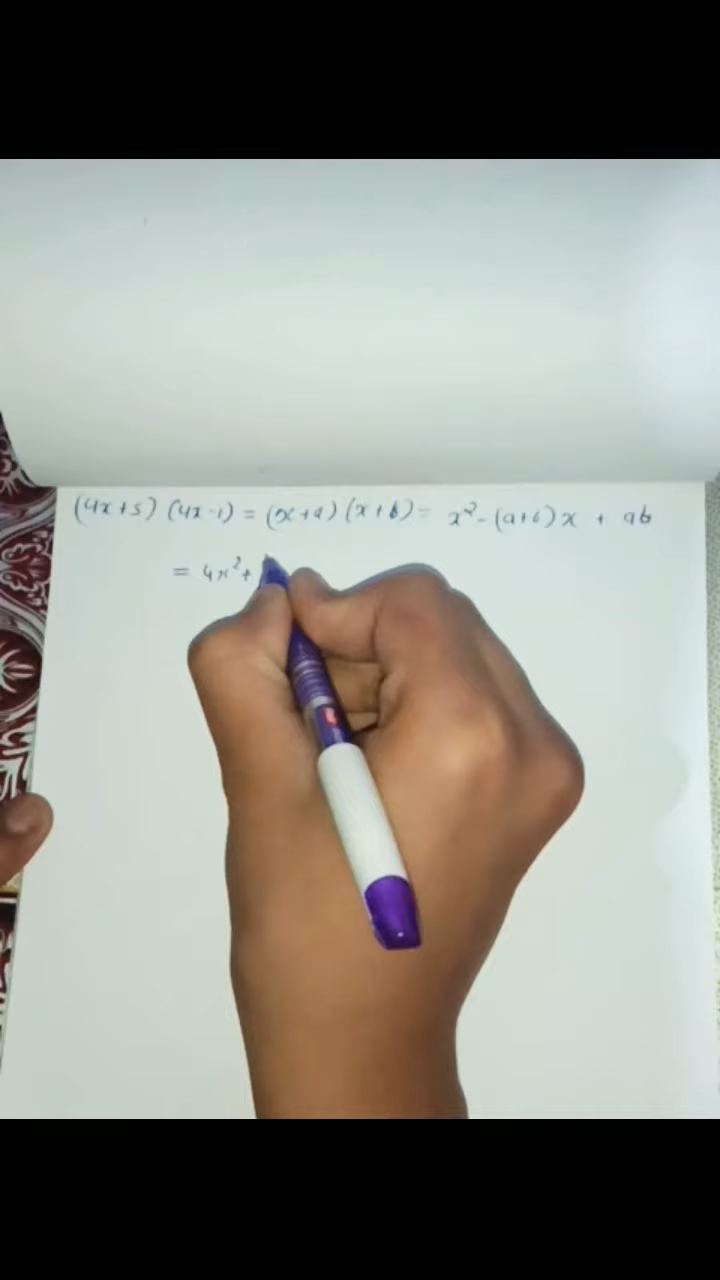 (4x+5) (4x-1) = (x+a) (x+b) = x² - (a+b)x + ab
= 4x² +